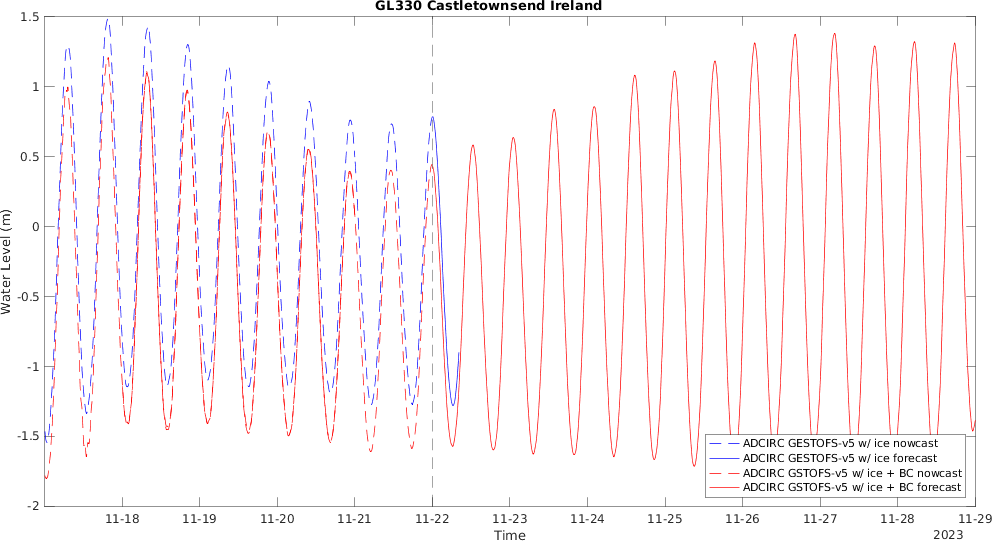 GL330 Castletownsend Ireland
1.5
1
0.5
0
-0.5
-1
-1.5
-2
Water Level (m)
ADCIRC GESTOFS-v5 w/ ice nowcast
ADCIRC GESTOFS-v5 w/ ice forecast
ADCIRC GSTOFS-v5 w/ ice + BC nowcast
ADCIRC GSTOFS-v5 w/ ice + BC forecast
11-18 11-19 11-20 11-21 11-22 11-23 11-24 11-25 11-26 11-27 11-28 11-29
Time
2023